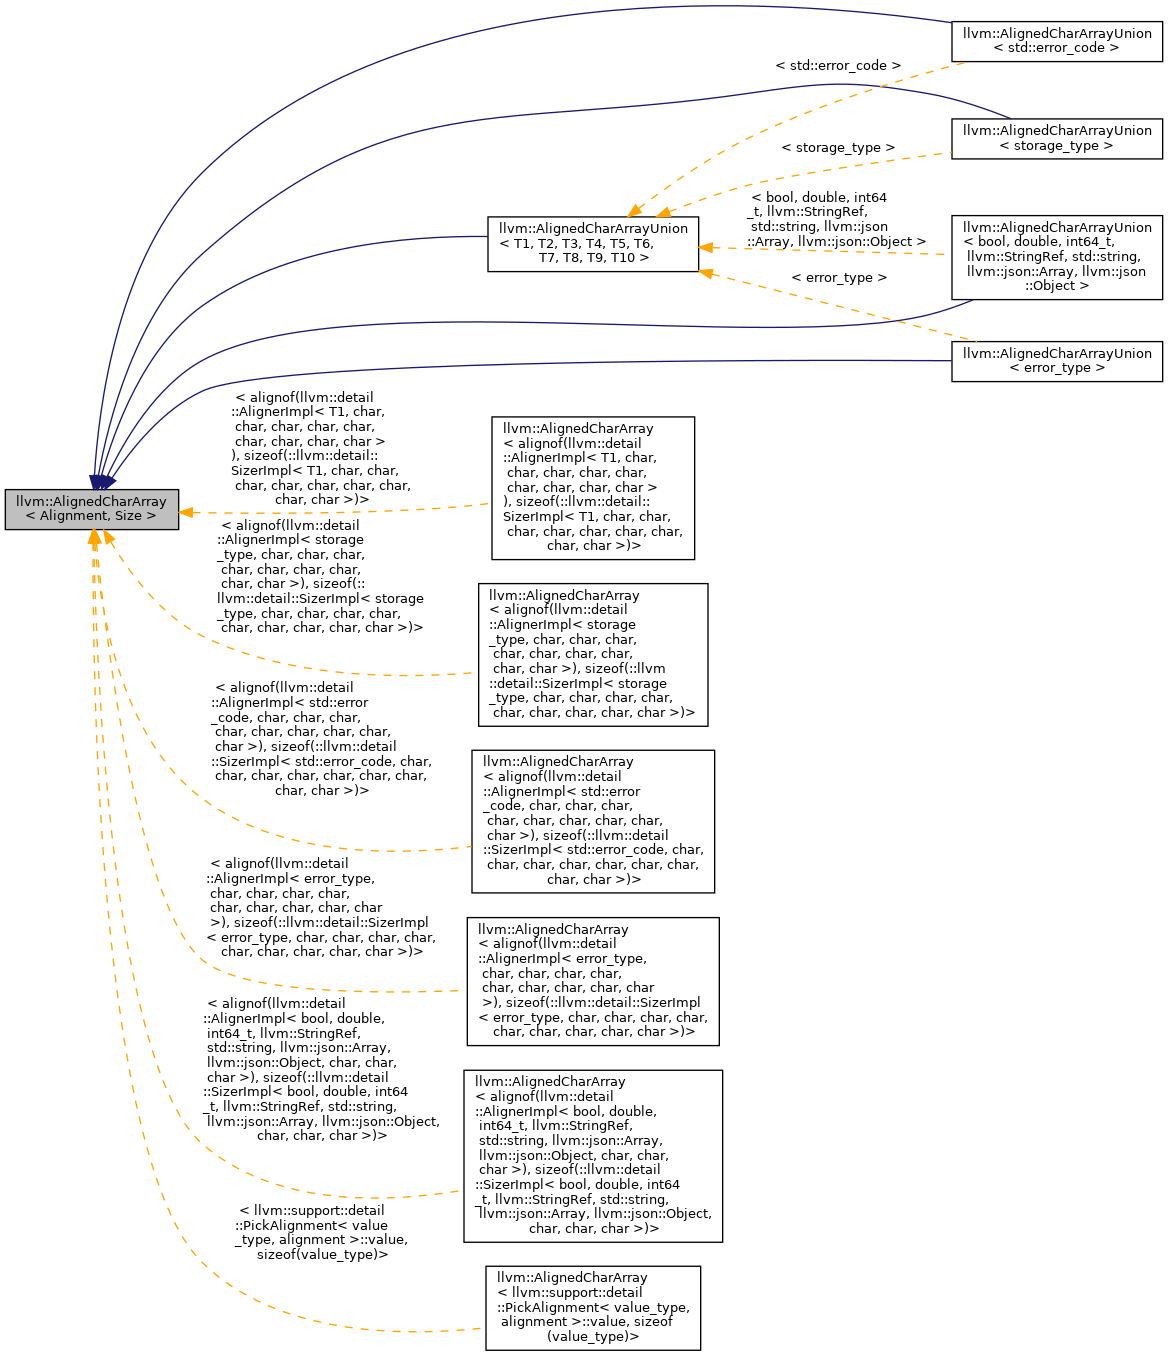 llvm::AlignedCharArrayUnion
< std::error_code >
< std::error_code >
llvm::AlignedCharArrayUnion
< storage_type >
< storage_type >
< bool, double, int64
_t, llvm::StringRef,
std::string, llvm::json
::Array, llvm::json::Object >
llvm::AlignedCharArrayUnion
< T1, T2, T3, T4, T5, T6,
T7, T8, T9, T10 >
llvm::AlignedCharArrayUnion
< bool, double, int64_t,
llvm::StringRef, std::string,
llvm::json::Array, llvm::json
::Object >
< error_type >
llvm::AlignedCharArrayUnion
< error_type >
< alignof(llvm::detail
::AlignerImpl< T1, char,
char, char, char, char,
char, char, char, char >
), sizeof(::llvm::detail::
SizerImpl< T1, char, char,
char, char, char, char, char,
char, char >)>
llvm::AlignedCharArray
< alignof(llvm::detail
::AlignerImpl< T1, char,
char, char, char, char,
char, char, char, char >
), sizeof(::llvm::detail::
SizerImpl< T1, char, char,
char, char, char, char, char,
char, char >)>
llvm::AlignedCharArray
< Alignment, Size >
< alignof(llvm::detail
::AlignerImpl< storage
_type, char, char, char,
char, char, char, char,
char, char >), sizeof(::
llvm::detail::SizerImpl< storage
_type, char, char, char, char,
char, char, char, char, char >)>
llvm::AlignedCharArray
< alignof(llvm::detail
::AlignerImpl< storage
_type, char, char, char,
char, char, char, char,
char, char >), sizeof(::llvm
::detail::SizerImpl< storage
_type, char, char, char, char,
char, char, char, char, char >)>
< alignof(llvm::detail
::AlignerImpl< std::error
_code, char, char, char,
char, char, char, char, char,
char >), sizeof(::llvm::detail
::SizerImpl< std::error_code, char,
char, char, char, char, char, char,
char, char >)>
llvm::AlignedCharArray
< alignof(llvm::detail
::AlignerImpl< std::error
_code, char, char, char,
char, char, char, char, char,
char >), sizeof(::llvm::detail
::SizerImpl< std::error_code, char,
char, char, char, char, char, char,
char, char >)>
< alignof(llvm::detail
::AlignerImpl< error_type,
char, char, char, char,
char, char, char, char, char
>), sizeof(::llvm::detail::SizerImpl
< error_type, char, char, char, char,
char, char, char, char, char >)>
llvm::AlignedCharArray
< alignof(llvm::detail
::AlignerImpl< error_type,
char, char, char, char,
char, char, char, char, char
>), sizeof(::llvm::detail::SizerImpl
< error_type, char, char, char, char,
char, char, char, char, char >)>
< alignof(llvm::detail
::AlignerImpl< bool, double,
int64_t, llvm::StringRef,
std::string, llvm::json::Array,
llvm::json::Object, char, char,
char >), sizeof(::llvm::detail
::SizerImpl< bool, double, int64
_t, llvm::StringRef, std::string,
llvm::json::Array, llvm::json::Object,
char, char, char >)>
llvm::AlignedCharArray
< alignof(llvm::detail
::AlignerImpl< bool, double,
int64_t, llvm::StringRef,
std::string, llvm::json::Array,
llvm::json::Object, char, char,
char >), sizeof(::llvm::detail
::SizerImpl< bool, double, int64
_t, llvm::StringRef, std::string,
llvm::json::Array, llvm::json::Object,
char, char, char >)>
< llvm::support::detail
::PickAlignment< value
_type, alignment >::value,
sizeof(value_type)>
llvm::AlignedCharArray
< llvm::support::detail
::PickAlignment< value_type,
alignment >::value, sizeof
(value_type)>